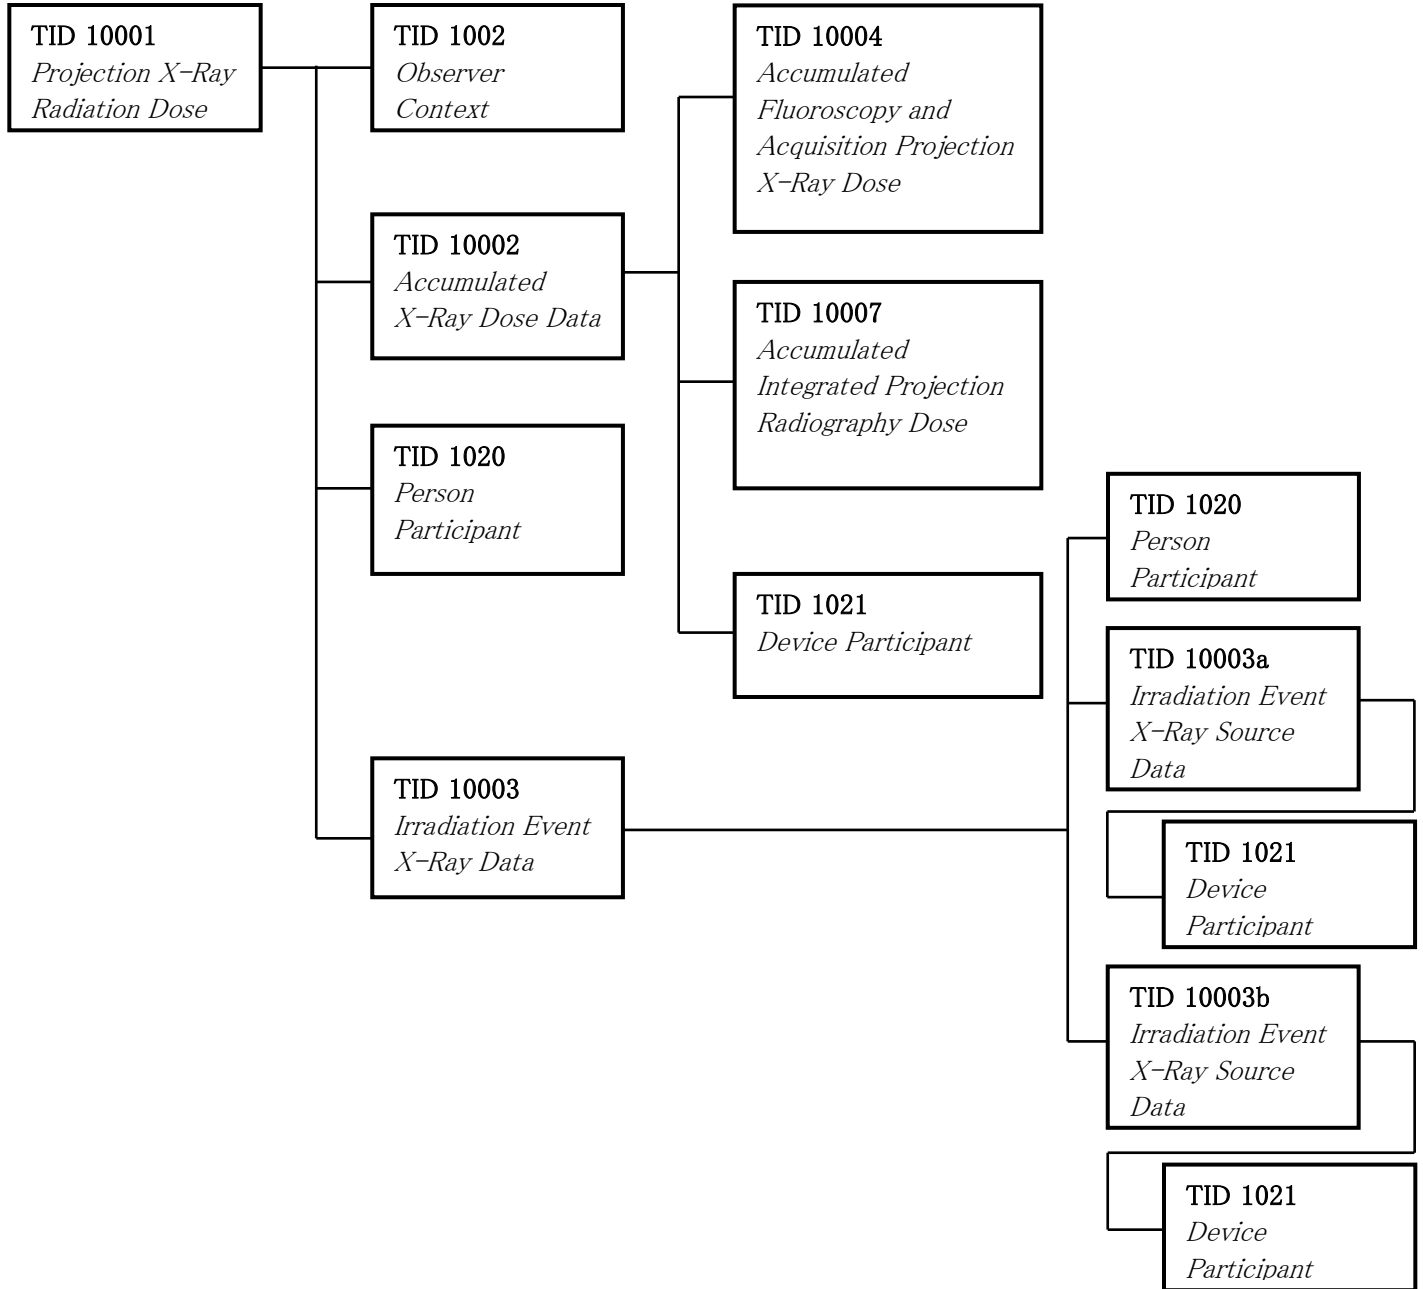 TID 10001
Projection X-Ray
Radiation Dose
TID 1002
Observer
Context
TID 10002
Accumulated
X-Ray Dose Data
TID 1020
Person
Participant
TID 10003
Irradiation Event
X-Ray Data
TID 10004
Accumulated
Fluoroscopy and
Acquisition Projection
X-Ray Dose
TID 10007
Accumulated
Integrated Projection
Radiography Dose
TID 1021
Device Participant
TID 1020
Person
Participant
TID 10003a
Irradiation Event
X-Ray Source
Data
TID 1021
Device
Participant
TID 10003b
Irradiation Event
X-Ray Source
Data
TID 1021
Device
Participant